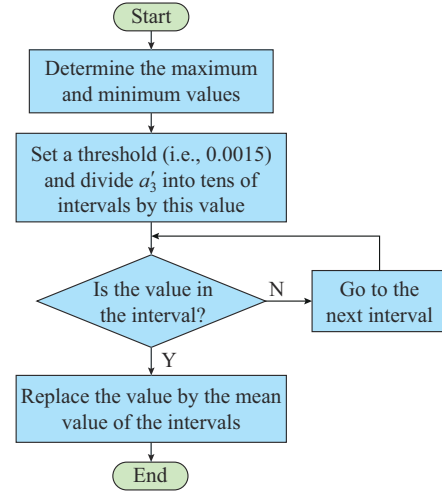 Start
Determine the maximum
and minimum values
Set a threshold (i.e., 0.0015)
and divide a′₃ into tens of
intervals by this value
Is the value in
the interval?
N
Go to the
next interval
Y
Replace the value by the mean
value of the intervals
End